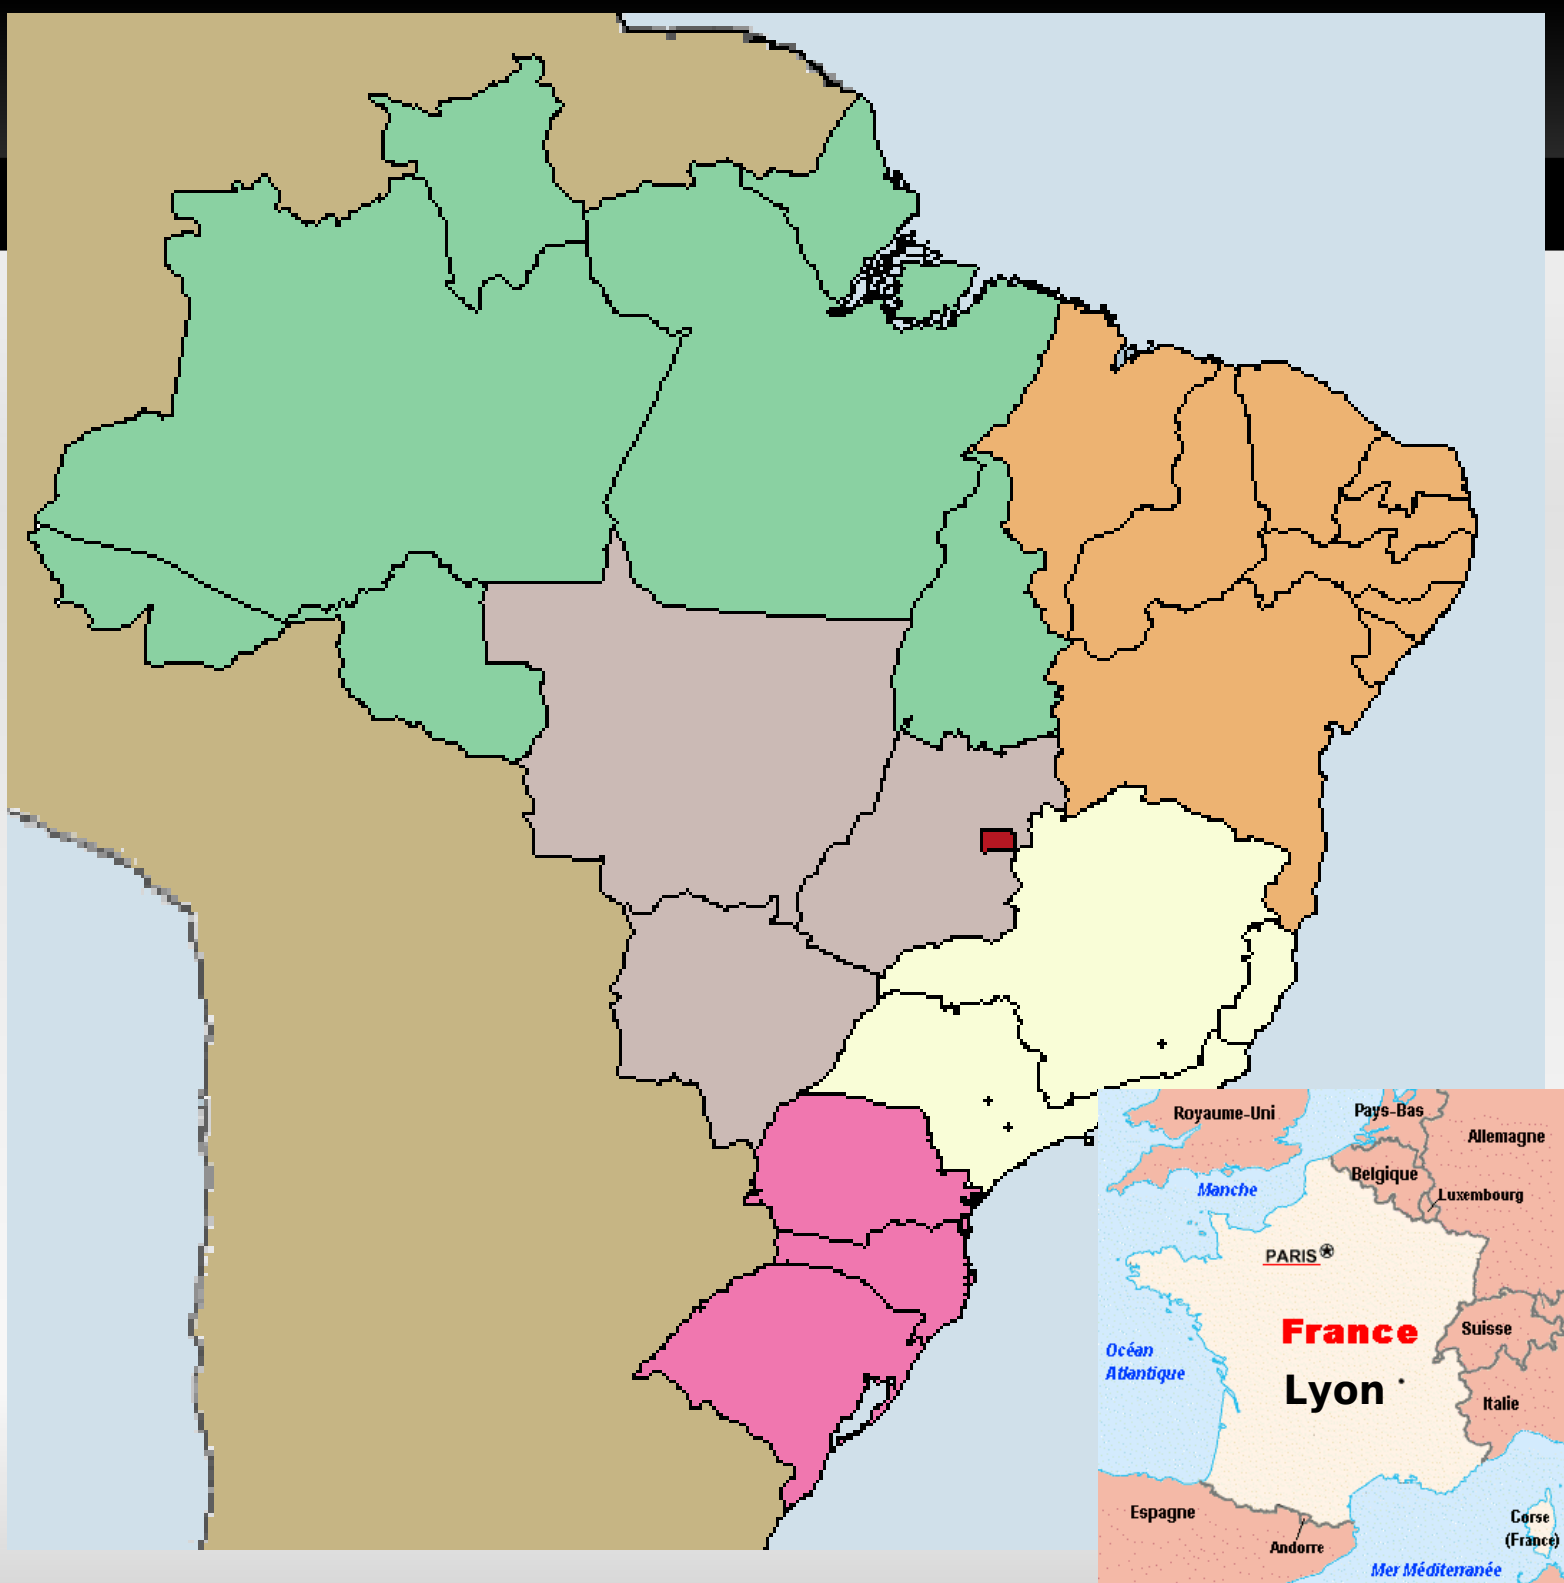 Royaume-Uni
Pays-Bas
Allemagne
Belgique
Manche
Luxembourg
PARIS
France
Suisse
Océan
Atlantique
Lyon
Italie
Espagne
Corse
(France)
Andorre
Mer Méditerranée